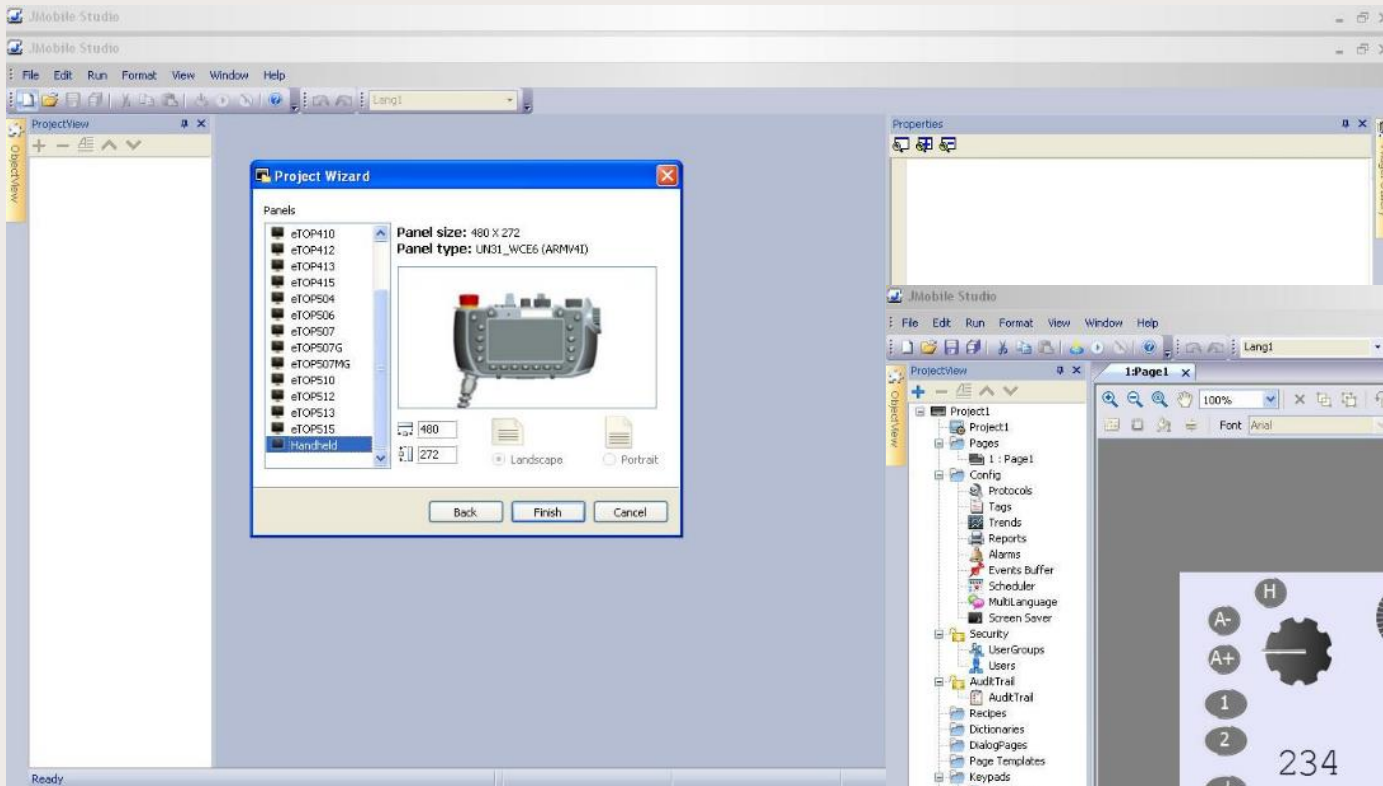 JMobile Studio
JMobile Studio
File Edit Run Format View Window Help
Lang1
ProjectView
ObjectView
Properties
Project Wizard
Panels
eTOP410
eTOP412
eTOP413
eTOP415
eTOP504
eTOP506
eTOP507
eTOP507G
eTOP507MG
eTOP510
eTOP512
eTOP513
eTOP515
Handheld
Panel size: 480 X 272
Panel type: UN31_WCE6 (ARMV4I)
480
272
Landscape
Portrait
Back Finish Cancel
Ready
JMobile Studio
File Edit Run Format View Window Help
Lang1
ProjectView
ObjectView
Project1
Project1
Pages
1 : Page1
Config
Protocols
Tags
Trends
Reports
Alarms
Events Buffer
Scheduler
MultiLanguage
Screen Saver
Security
UserGroups
Users
AuditTrail
AuditTrail
Recipes
Dictionaries
DialogPages
Page Templates
Keypads
1:Page1
100%
Font Arial
H
A-
A+
1
2
234